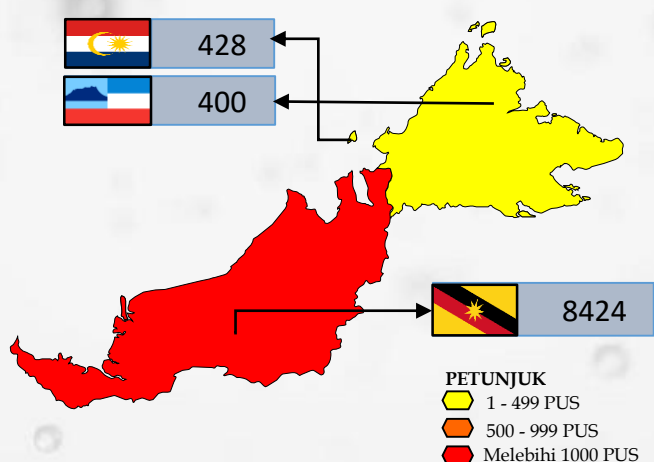 428
400
8424
PETUNJUK
1 - 499 PUS
500 - 999 PUS
Melebihi 1000 PUS